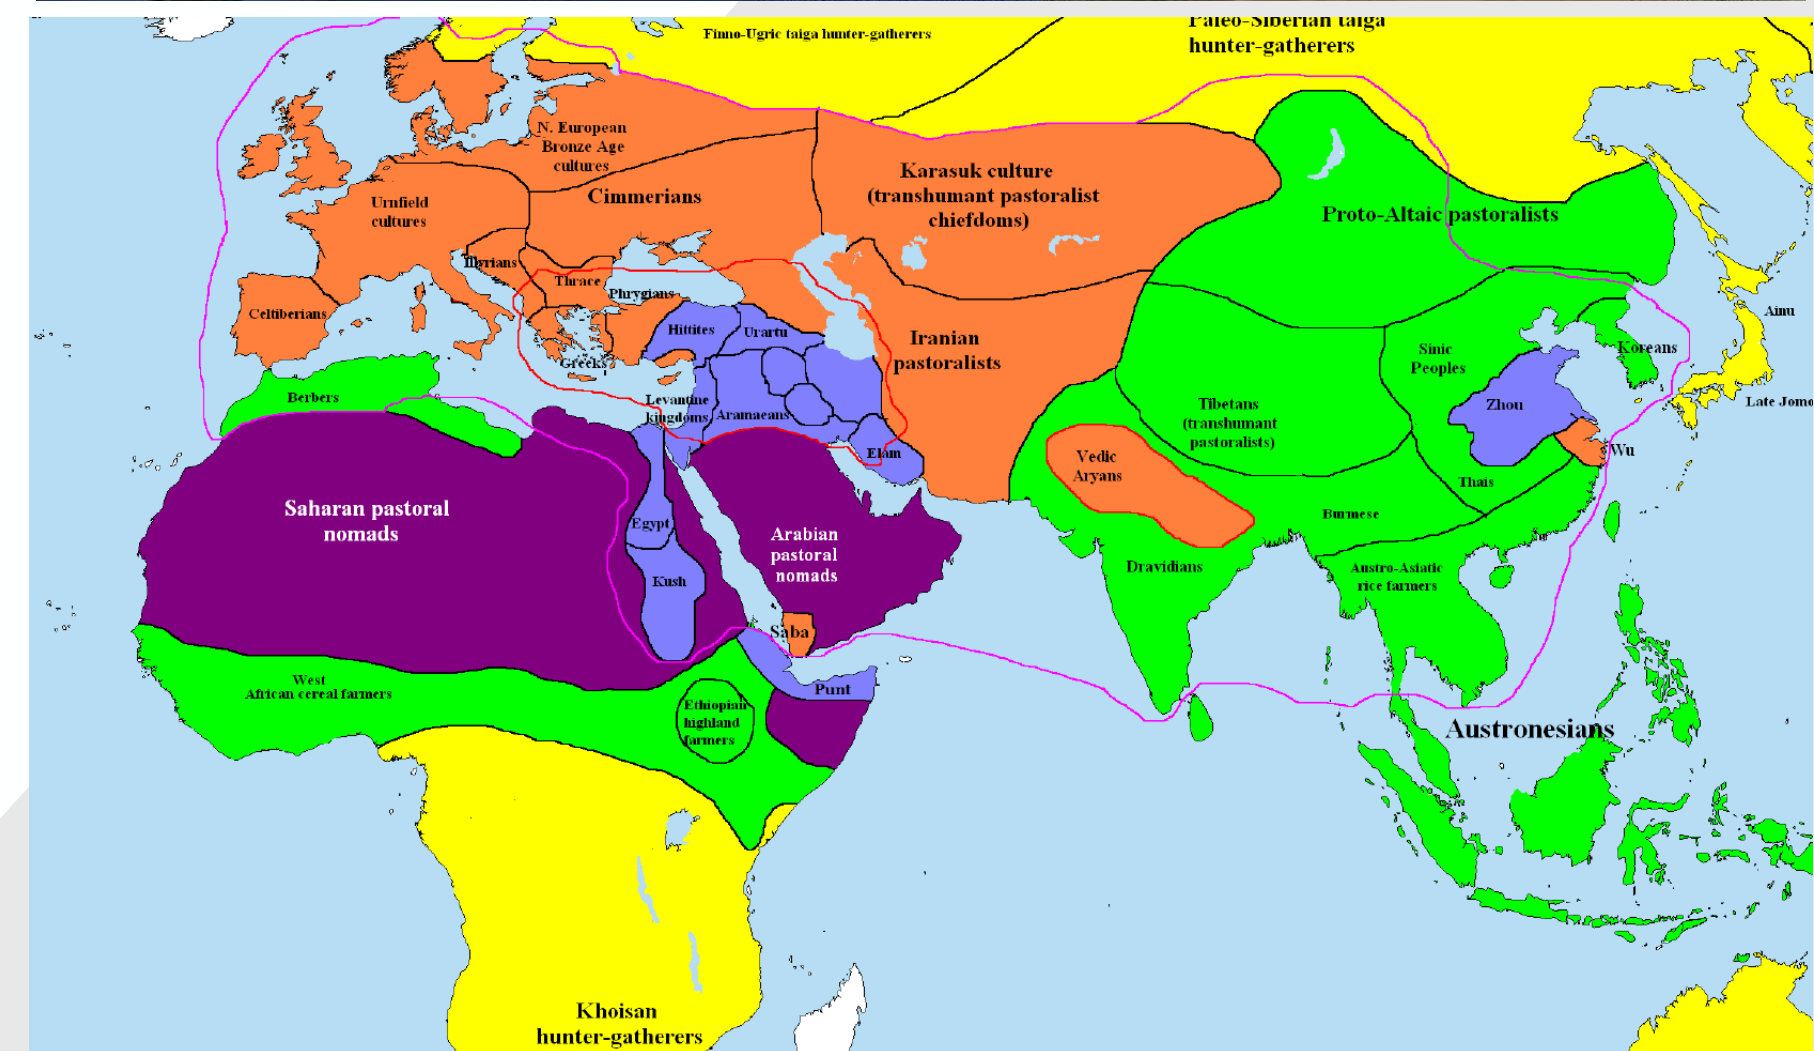 Finno-Ugric taiga hunter-gatherers
Paleo-Siberian taiga
hunter-gatherers
N. European
Bronze Age
cultures
Cimmerians
Karasuk culture
(transhumant pastoralist
chiefdoms)
Urnfield
cultures
Proto-Altaic pastoralists
Illyrians
Thrace
Phrygians
Celtiberians
Hittites
Urartu
Ainu
Greeks
Iranian
pastoralists
Sinic
Peoples
Koreans
Berbers
Levantine
kingdoms
Aramaeans
Tibetans
(transhumant
pastoralists)
Zhou
Late Jomo
Elam
Vedic
Aryans
Wu
Thais
Saharan pastoral
nomads
Egypt
Arabian
pastoral
nomads
Burmese
Kush
Dravidians
Austro-Asiatic
rice farmers
Saba
West
African cereal farmers
Punt
Ethiopian
highland
farmers
Austronesians
Khoisan
hunter-gatherers